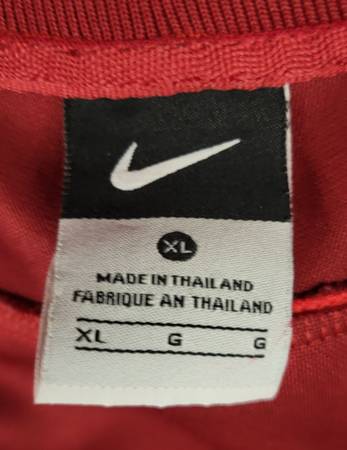 XL
MADE IN THAILAND
FABRIQUE AN THAILAND
XL G G